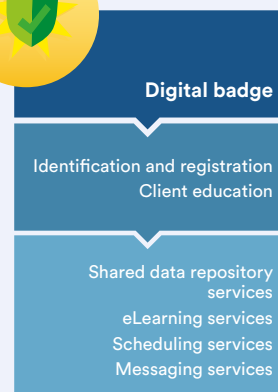 Digital badge
Identification and registration
Client education
Shared data repository
services
eLearning services
Scheduling services
Messaging services